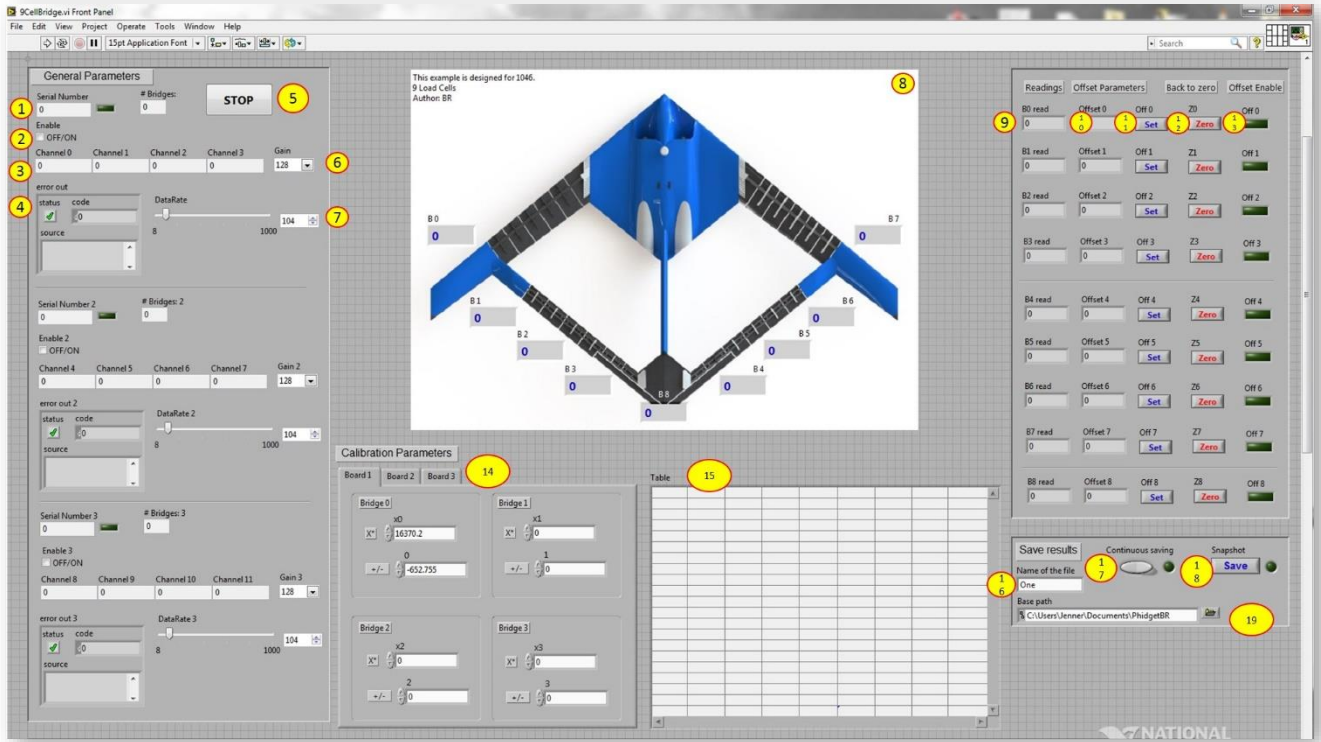 9CellBridge.vi Front Panel
File Edit View Project Operate Tools Window Help
15pt Application Font
Search
General Parameters
Serial Number
# Bridges:
0
0
STOP
1
5
Enable
OFF/ON
2
Channel 0 Channel 1 Channel 2 Channel 3 Gain
0 0 0 0 128
3
6
error out
status code
0
source
4
DataRate
8 1000
104
7
Serial Number 2
# Bridges: 2
0
0
Enable 2
OFF/ON
Channel 4 Channel 5 Channel 6 Channel 7 Gain 2
0 0 0 0 128
error out 2
status code
0
source
DataRate 2
8 1000
104
Serial Number 3
# Bridges: 3
0
0
Enable 3
OFF/ON
Channel 8 Channel 9 Channel 10 Channel 11 Gain 3
0 0 0 0 128
error out 3
status code
0
source
DataRate 3
8 1000
104
This example is designed for 1046.
9 Load Cells
Author: BR
8
B 0
0
B 7
0
B 1
0
B 6
0
B 2
0
B 5
0
B 3
0
B 4
0
B 8
0
Calibration Parameters
Board 1 Board 2 Board 3
14
Bridge 0
x0
X* 16370.2
0
+/- -652.755
Bridge 1
x1
X* 0
1
+/- 0
Bridge 2
x2
X* 0
2
+/- 0
Bridge 3
x3
X* 0
3
+/- 0
Table
15
Readings Offset Parameters Back to zero Offset Enable
B0 read Offset 0 Off 0 Z0 Off 0
9 0 10 11 Set 12 Zero 13
B1 read Offset 1 Off 1 Z1 Off 1
0 0 Set Zero
B2 read Offset 2 Off 2 Z2 Off 2
0 0 Set Zero
B3 read Offset 3 Off 3 Z3 Off 3
0 0 Set Zero
B4 read Offset 4 Off 4 Z4 Off 4
0 0 Set Zero
B5 read Offset 5 Off 5 Z5 Off 5
0 0 Set Zero
B6 read Offset 6 Off 6 Z6 Off 6
0 0 Set Zero
B7 read Offset 7 Off 7 Z7 Off 7
0 0 Set Zero
B8 read Offset 8 Off 8 Z8 Off 8
0 0 Set Zero
Save results
Continuous saving
Snapshot
Name of the file
17
18
Save
16
One
Base path
C:\Users\Jenner\Documents\PhidgetBR
19
NATIONAL